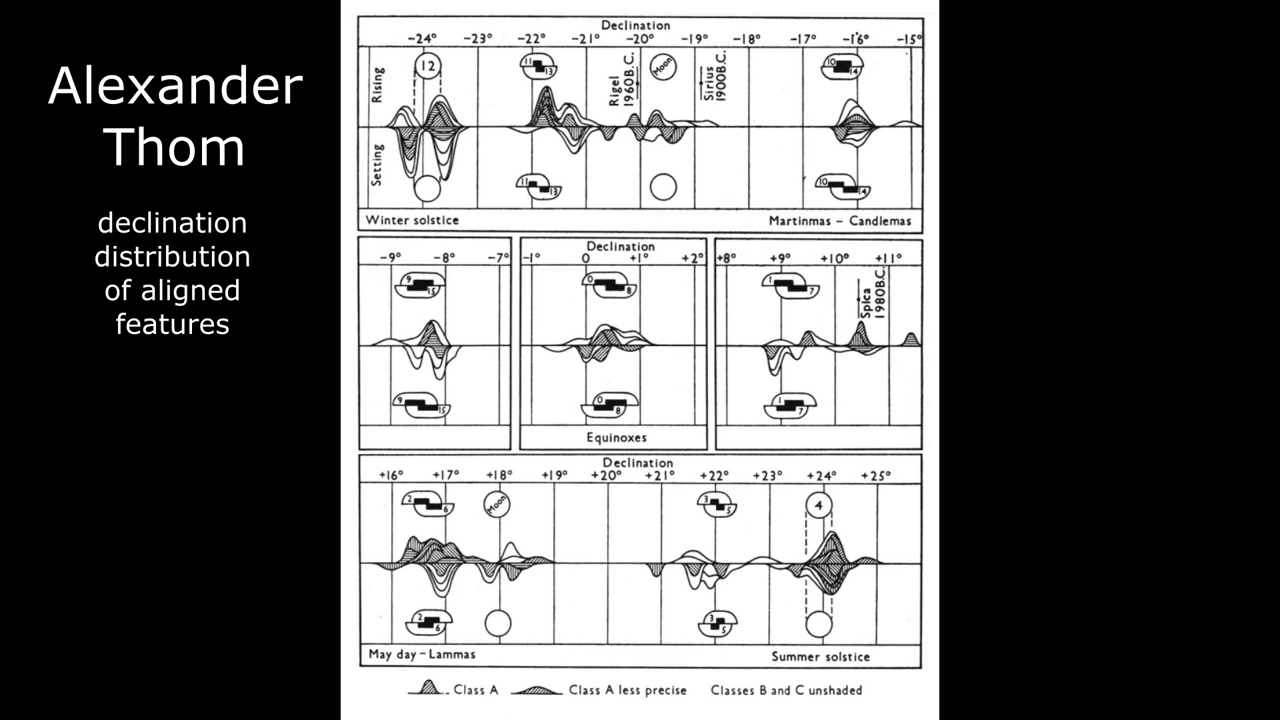 Alexander
Thom
declination
distribution
of aligned
features
Declination
-24° -23° -22° -21° -20° -19° -18° -17° -16° -15°
Rising
12
11
13
Rigel
1960B.C.
Moon
Sirius
1900B.C.
10
14
Setting
11
13
10
14
Winter solstice
Martinmas – Candlemas
-9° -8° -7°
9
15
9
15
Declination
-1° 0 +1° +2°
0
8
0
8
Equinoxes
+8° +9° +10° +11°
1
7
Spica
1980B.C.
1
7
Declination
+16° +17° +18° +19° +20° +21° +22° +23° +24° +25°
2
6
Moon
3
5
4
2
6
3
5
May day – Lammas
Summer solstice
Class A
Class A less precise
Classes B and C unshaded